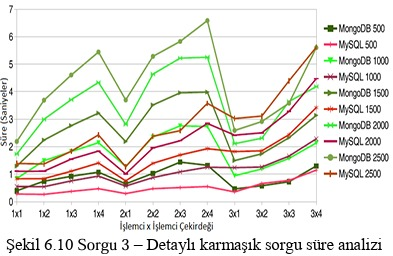 7
6
5
4
3
2
1
0
Süre (Saniyeler)
1x1 1x2 1x3 1x4 2x1 2x2 2x3 2x4 3x1 3x2 3x3 3x4
İşlemci x İşlemci Çekirdeği
MongoDB 500
MySQL 500
MongoDB 1000
MySQL 1000
MongoDB 1500
MySQL 1500
MongoDB 2000
MySQL 2000
MongoDB 2500
MySQL 2500
Şekil 6.10 Sorgu 3 – Detaylı karmaşık sorgu süre analizi